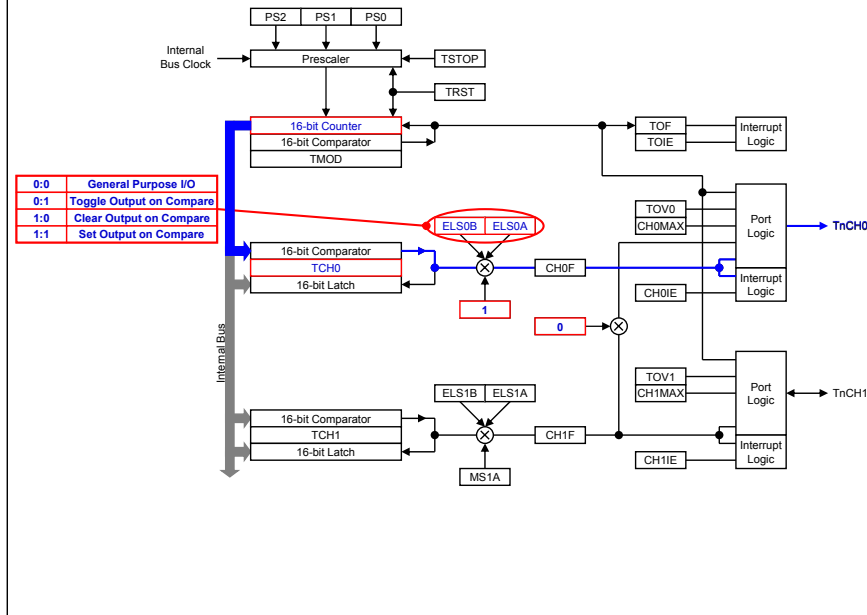 PS2 PS1 PS0
Internal
Bus Clock
Prescaler
TSTOP
TRST
16-bit Counter
16-bit Comparator
TMOD
TOF
TOIE
Interrupt
Logic
0:0 General Purpose I/O
0:1 Toggle Output on Compare
1:0 Clear Output on Compare
1:1 Set Output on Compare
ELS0B ELS0A
TOV0
CH0MAX
Port
Logic
TnCH0
16-bit Comparator
TCH0
16-bit Latch
CH0F
CH0IE
Interrupt
Logic
1
0
Internal Bus
ELS1B ELS1A
TOV1
CH1MAX
Port
Logic
TnCH1
16-bit Comparator
TCH1
16-bit Latch
CH1F
CH1IE
Interrupt
Logic
MS1A